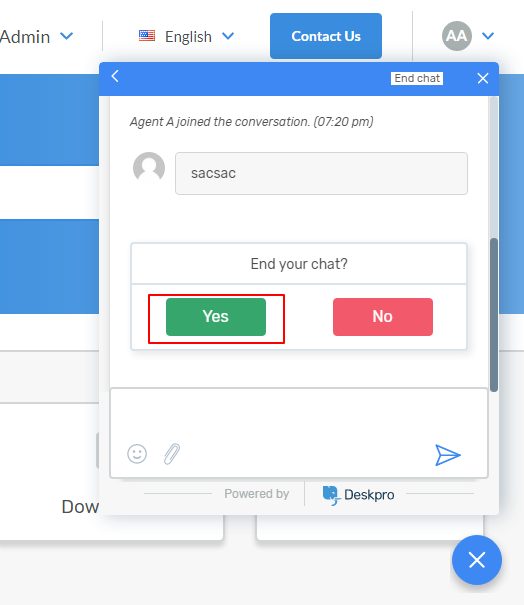 Admin
English
Contact Us
AA
End chat
Agent A joined the conversation. (07:20 pm)
sacsac
End your chat?
Yes
No
Powered by
Deskpro
Dow